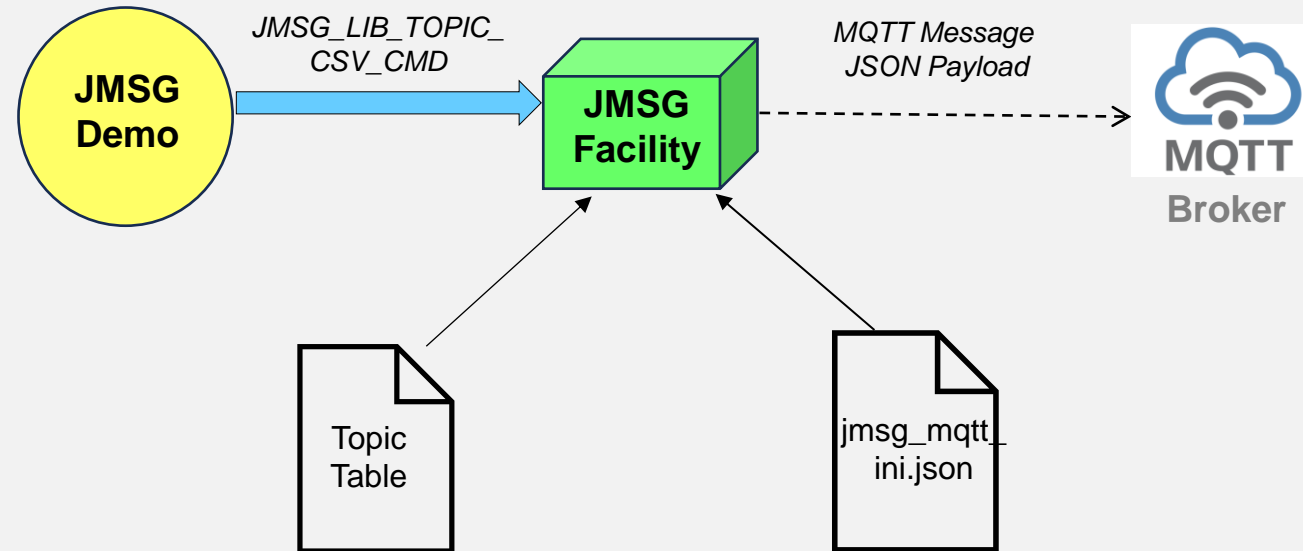 JMSG
Demo
JMSG_LIB_TOPIC_
CSV_CMD
JMSG
Facility
MQTT Message
JSON Payload
MQTT
Broker
Topic
Table
jmsg_mqtt_
ini.json